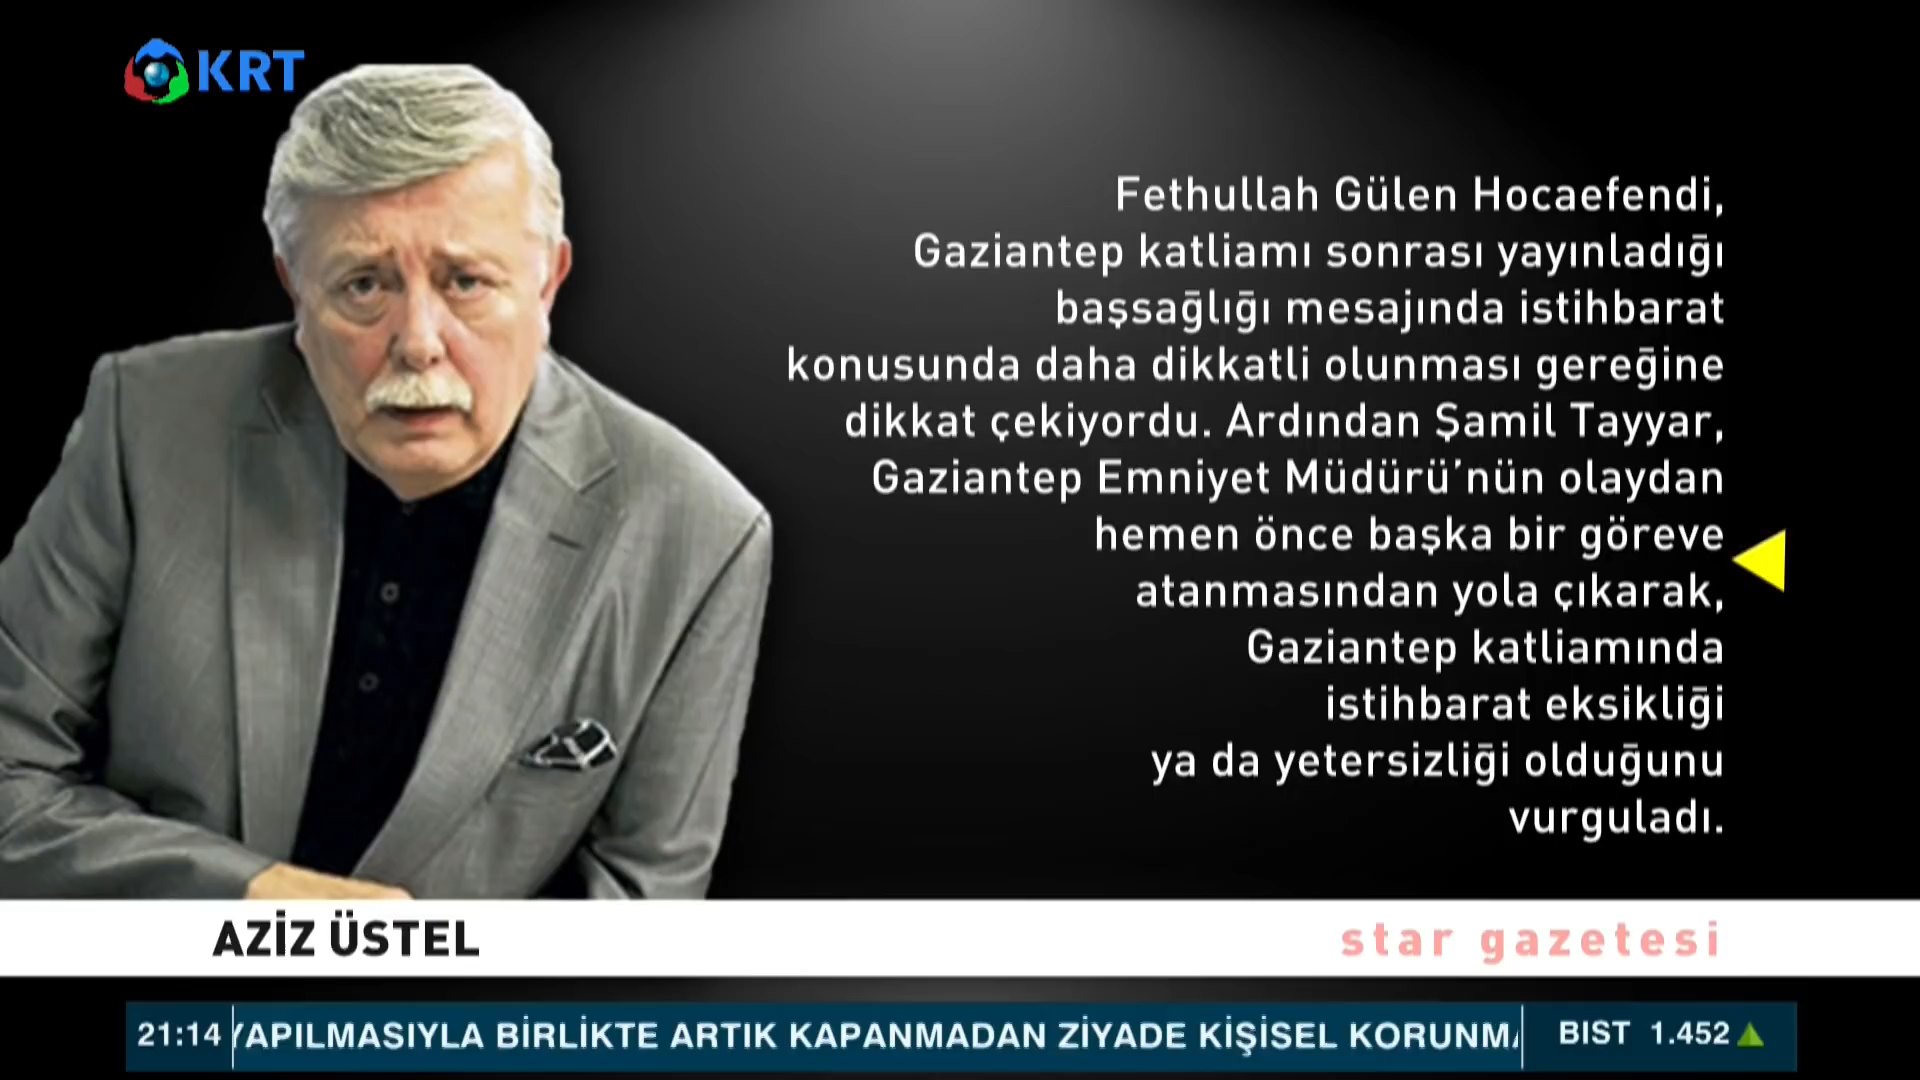 KRT
Fethullah Gülen Hocaefendi,
Gaziantep katliamı sonrası yayınladığı
başsağlığı mesajında istihbarat
konusunda daha dikkatli olunması gereğine
dikkat çekiyordu. Ardından Şamil Tayyar,
Gaziantep Emniyet Müdürü’nün olaydan
hemen önce başka bir göreve
atanmasından yola çıkarak,
Gaziantep katliamında
istihbarat eksikliği
ya da yetersizliği olduğunu
vurguladı.
AZİZ ÜSTEL
star gazetesi
21:14 YAPILMASIYLA BİRLİKTE ARTIK KAPANMADAN ZİYADE KİŞİSEL KORUNM BIST 1.452